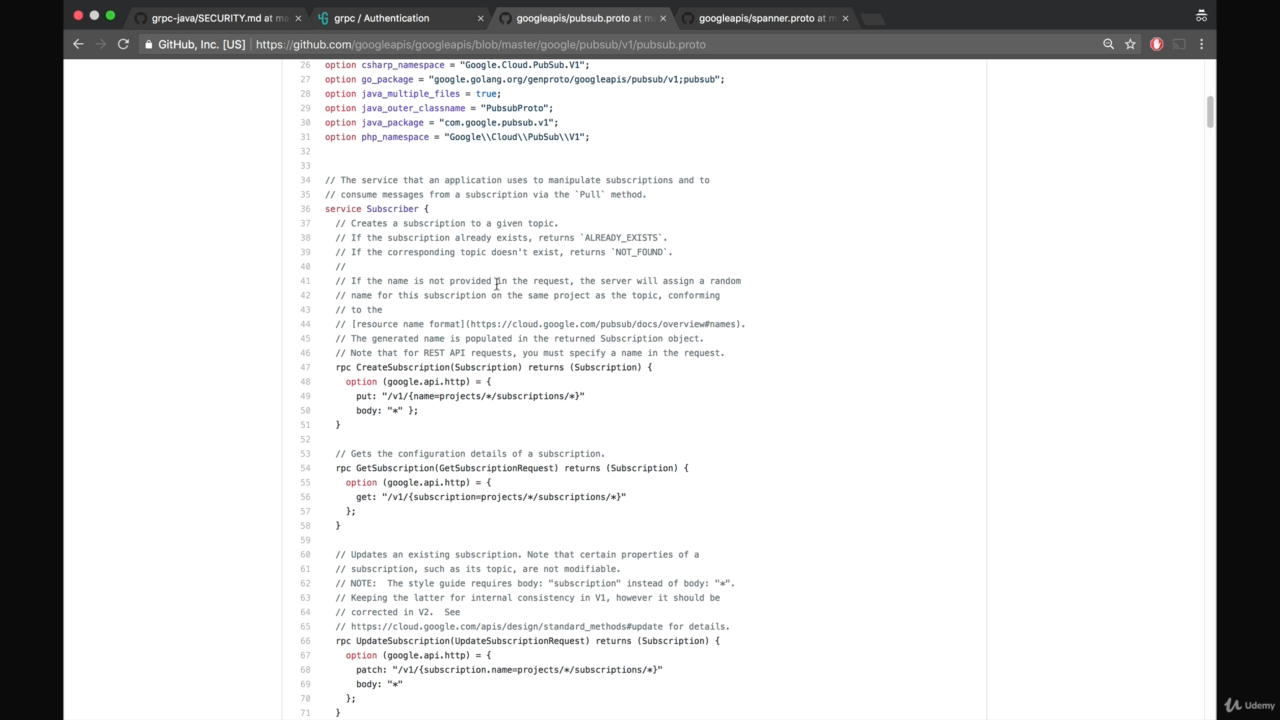 grpc-java/SECURITY.md at ma
grpc / Authentication
googleapis/pubsub.proto at m
googleapis/spanner.proto at m
GitHub, Inc. [US]
https://github.com/googleapis/googleapis/blob/master/google/pubsub/v1/pubsub.proto
26 option csharp_namespace = "Google.Cloud.PubSub.V1";
27 option go_package = "google.golang.org/genproto/googleapis/pubsub/v1;pubsub";
28 option java_multiple_files = true;
29 option java_outer_classname = "PubsubProto";
30 option java_package = "com.google.pubsub.v1";
31 option php_namespace = "Google\\Cloud\\PubSub\\V1";
32
33
34 // The service that an application uses to manipulate subscriptions and to
35 // consume messages from a subscription via the `Pull` method.
36 service Subscriber {
37 // Creates a subscription to a given topic.
38 // If the subscription already exists, returns `ALREADY_EXISTS`.
39 // If the corresponding topic doesn't exist, returns `NOT_FOUND`.
40 //
41 // If the name is not provided in the request, the server will assign a random
42 // name for this subscription on the same project as the topic, conforming
43 // to the
44 // [resource name format](https://cloud.google.com/pubsub/docs/overview#names).
45 // The generated name is populated in the returned Subscription object.
46 // Note that for REST API requests, you must specify a name in the request.
47 rpc CreateSubscription(Subscription) returns (Subscription) {
48 option (google.api.http) = {
49 put: "/v1/{name=projects/*/subscriptions/*}"
50 body: "*" };
51 }
52
53 // Gets the configuration details of a subscription.
54 rpc GetSubscription(GetSubscriptionRequest) returns (Subscription) {
55 option (google.api.http) = {
56 get: "/v1/{subscription=projects/*/subscriptions/*}"
57 };
58 }
59
60 // Updates an existing subscription. Note that certain properties of a
61 // subscription, such as its topic, are not modifiable.
62 // NOTE:  The style guide requires body: "subscription" instead of body: "*".
63 // Keeping the latter for internal consistency in V1, however it should be
64 // corrected in V2.  See
65 // https://cloud.google.com/apis/design/standard_methods#update for details.
66 rpc UpdateSubscription(UpdateSubscriptionRequest) returns (Subscription) {
67 option (google.api.http) = {
68 patch: "/v1/{subscription.name=projects/*/subscriptions/*}"
69 body: "*"
70 };
71 }
Udemy